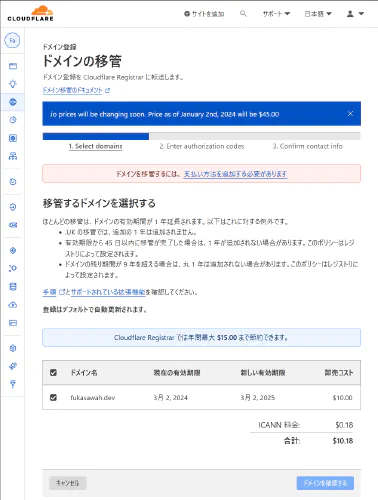 CLOUDFLARE
サイトを追加
サポート
日本語
Fa
ドメイン登録
ドメインの移管
ドメイン登録を Cloudflare Registrar に転送します。
ドメイン移管のドキュメント
.io prices will be changing soon. Price as of January 2nd, 2024 will be $45.00
1. Select domains
2. Enter authorization codes
3. Confirm contact info
ドメインを移管するには、支払い方法を追加する必要があります
移管するドメインを選択する
ほとんどの移管は、ドメインの有効期間が 1 年延長されます。以下はこれに対する例外です。
.UK の移管では、追加の 1 年は追加されません。
有効期限から 45 日以内に移管が完了した場合は、1 年が追加されない場合があります。このポリシーはレジ
ストリによって設定されます。
ドメインの残り期間が 9 年を超える場合は、丸 1 年は追加されない場合があります。このポリシーはレジストリに
よって設定されます。
手順 とサポートされている拡張機能を確認してください。
登録はデフォルトで自動更新されます。
Cloudflare Registrar では年間最大 $15.00 まで節約できます。
ドメイン名 現在の有効期限 新しい有効期限 卸売コスト
fukasawah.dev 3月 2, 2024 3月 2, 2025 $10.00
ICANN 料金: $0.18
合計: $10.18
キャンセル
ドメインを確認する